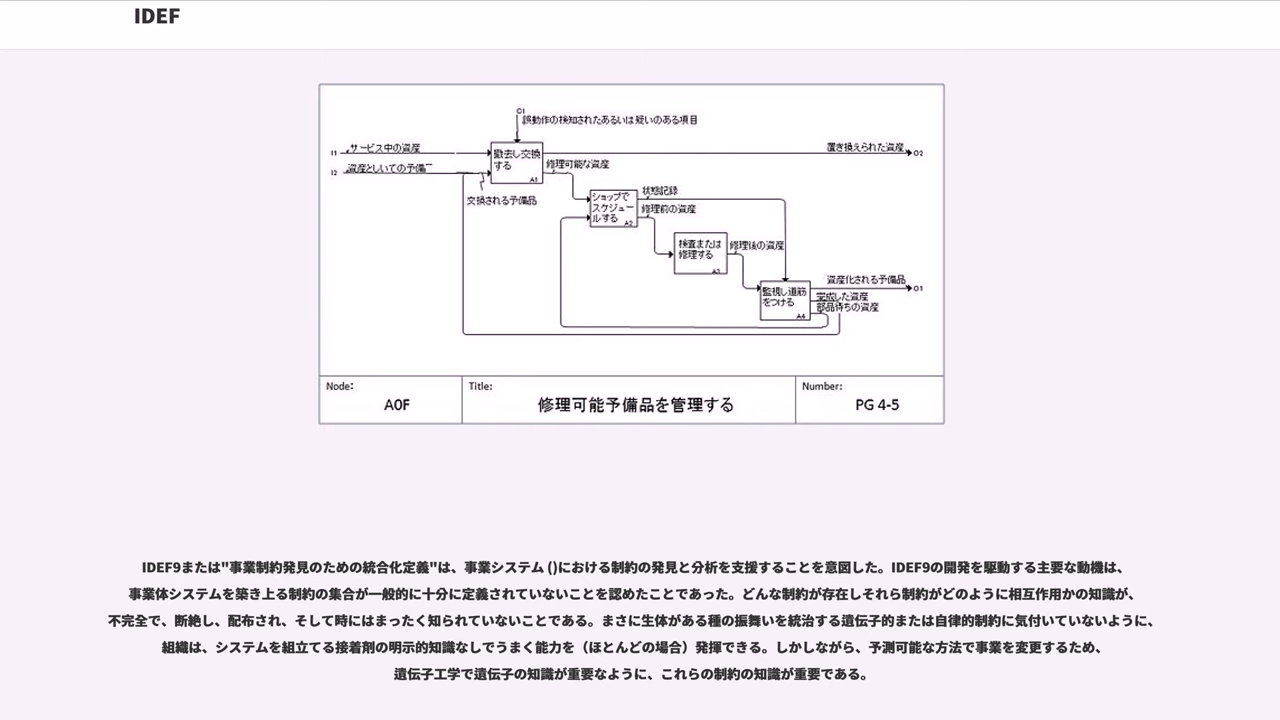 IDEF
C1
誤動作の検知されたあるいは疑いのある項目
I1 サービス中の資産
置き換えられた資産 O2
I2 資産としいての予備
撤去し交換
する
A1
修理可能な資産
交換される予備品
ショップで
スケジュー
ルする
A2
状態記録
修理前の資産
検査または
修理する
A3
修理後の資産
監視し道筋
をつける
A4
資産化される予備品
O1
完成した資産
部品待ちの資産
Node:
A0F
Title:
修理可能予備品を管理する
Number:
PG 4-5
IDEF9または"事業制約発見のための統合化定義"は、事業システム ()における制約の発見と分析を支援することを意図した。IDEF9の開発を駆動する主要な動機は、
事業体システムを築き上る制約の集合が一般的に十分に定義されていないことを認めたことであった。どんな制約が存在しそれら制約がどのように相互作用かの知識が、
不完全で、断絶し、配布され、そして時にはまったく知られていないことである。まさに生体がある種の振舞いを統治する遺伝子的または自律的制約に気付いていないように、
組織は、システムを組立てる接着剤の明示的知識なしでうまく能力を（ほとんどの場合）発揮できる。しかしながら、予測可能な方法で事業を変更するため、
遺伝子工学で遺伝子の知識が重要なように、これらの制約の知識が重要である。